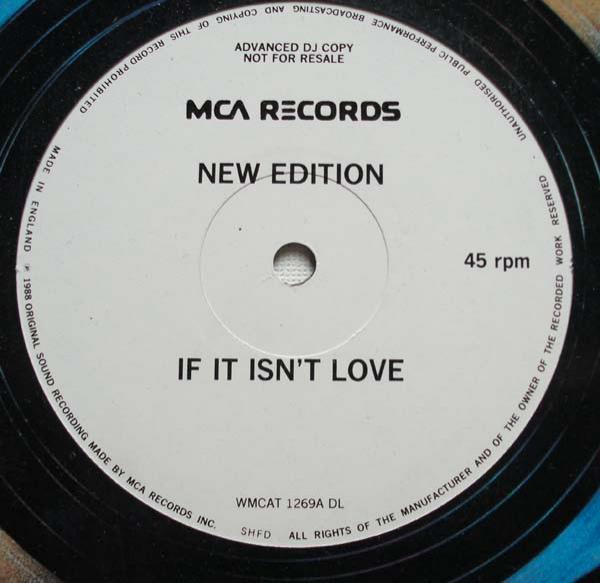 ADVANCED DJ COPY
NOT FOR RESALE
MCA RECORDS
NEW EDITION
45 rpm
IF IT ISN'T LOVE
WMCAT 1269A DL
SHFD
MADE IN ENGLAND ℗ 1988 ORIGINAL SOUND RECORDING MADE BY MCA RECORDS INC.
ALL RIGHTS OF THE MANUFACTURER AND OF THE OWNER OF THE RECORDED WORK RESERVED
UNAUTHORISED PUBLIC PERFORMANCE BROADCASTING AND COPYING OF THIS RECORD PROHIBITED